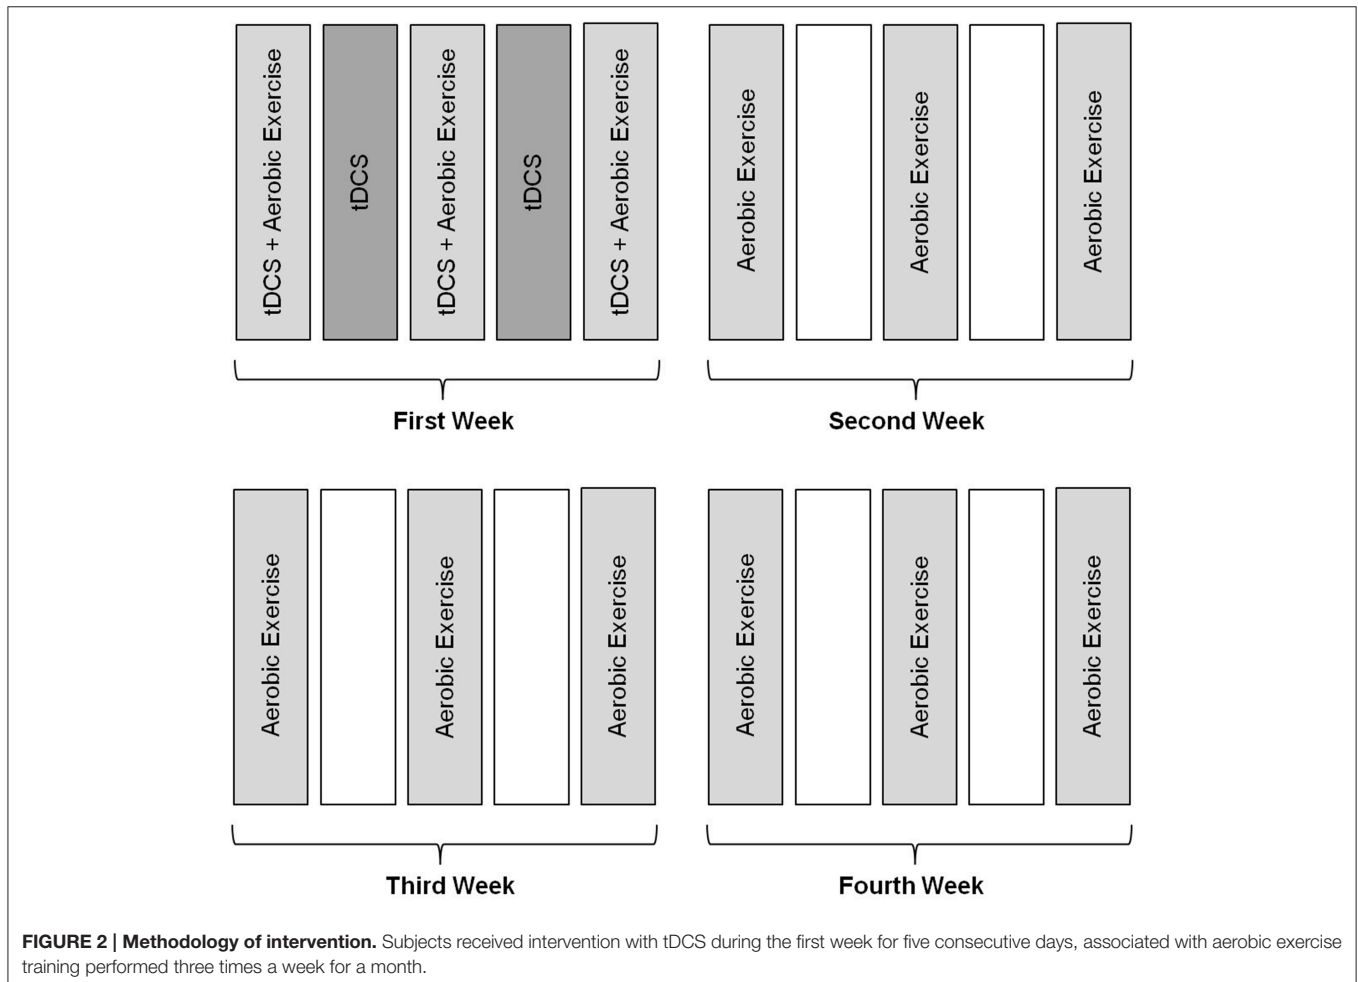 tDCS + Aerobic Exercise
tDCS
tDCS + Aerobic Exercise
tDCS
tDCS + Aerobic Exercise
First Week
Aerobic Exercise
Aerobic Exercise
Aerobic Exercise
Second Week
Aerobic Exercise
Aerobic Exercise
Aerobic Exercise
Third Week
Aerobic Exercise
Aerobic Exercise
Aerobic Exercise
Fourth Week
FIGURE 2 | Methodology of intervention. Subjects received intervention with tDCS during the first week for five consecutive days, associated with aerobic exercise
training performed three times a week for a month.